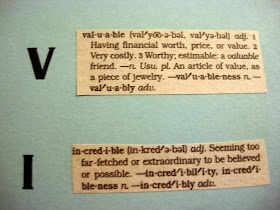 V
val·u·a·ble (val′yo͞o-ə-bəl, val′yə-bəl) adj. 1
Having financial worth, price, or value. 2
Very costly. 3 Worthy; estimable: a valuable
friend. —n. Usu. pl. An article of value, as
a piece of jewelry. —val′u·a·ble·ness n. —
val′u·a·bly adv.
I
in·cred·i·ble (in-kred′ə-bəl) adj. Seeming too
far-fetched or extraordinary to be believed
or possible. —in·cred′i·bil′i·ty, in·cred′i·
ble·ness n. —in·cred′i·bly adv.